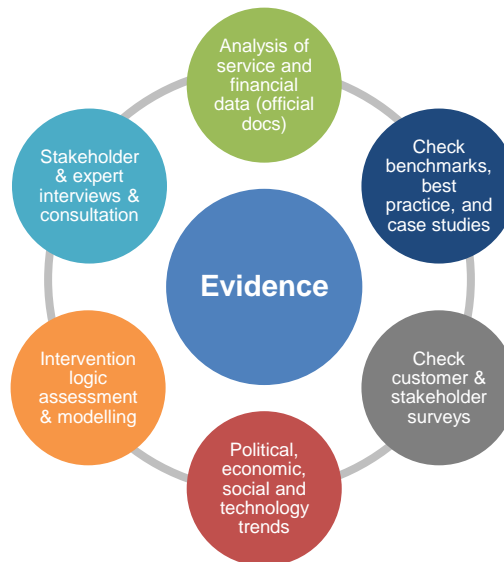 Analysis of
service and
financial
data (official
docs)
Check
benchmarks,
best
practice, and
case studies
Check
customer &
stakeholder
surveys
Political,
economic,
social and
technology
trends
Intervention
logic
assessment
& modelling
Stakeholder
& expert
interviews &
consultation
Evidence